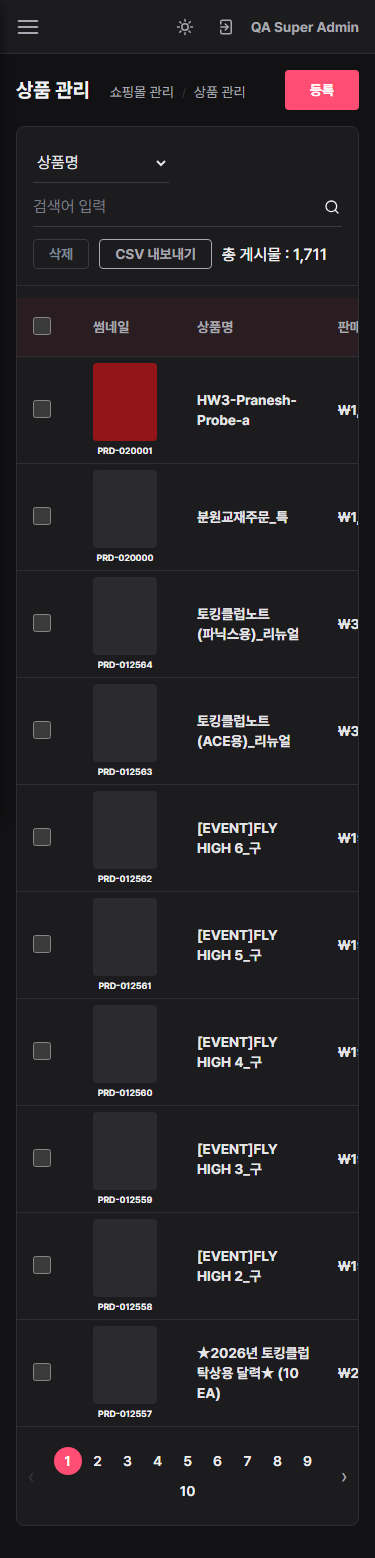 QA Super Admin
상품 관리
쇼핑몰 관리 / 상품 관리
등록
상품명
검색어 입력
삭제
CSV 내보내기
총 게시물 : 1,711
썸네일 상품명
HW3-Pranesh-
Probe-a
PRD-020001
분원교재주문_특
PRD-020000
토킹클럽노트
(파닉스용)_리뉴얼
PRD-012564
토킹클럽노트
(ACE용)_리뉴얼
PRD-012563
[EVENT]FLY
HIGH 6_구
PRD-012562
[EVENT]FLY
HIGH 5_구
PRD-012561
[EVENT]FLY
HIGH 4_구
PRD-012560
[EVENT]FLY
HIGH 3_구
PRD-012559
[EVENT]FLY
HIGH 2_구
PRD-012558
★2026년 토킹클럽
탁상용 달력★ (10
EA)
PRD-012557
‹ 1 2 3 4 5 6 7 8 9 ›
10